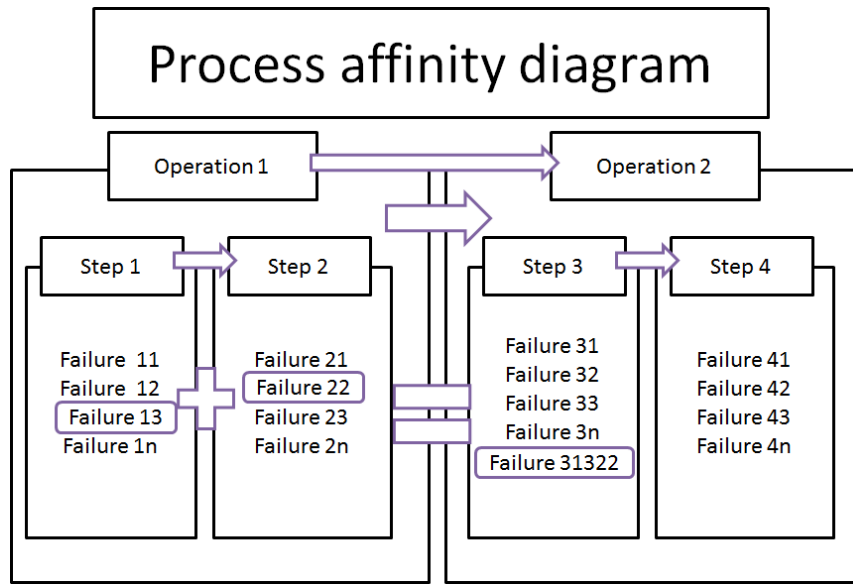 Process affinity diagram
Operation 1
Operation 2
Step 1
Step 2
Step 3
Step 4
Failure 11
Failure 12
Failure 13
Failure 1n
Failure 21
Failure 22
Failure 23
Failure 2n
Failure 31
Failure 32
Failure 33
Failure 3n
Failure 31322
Failure 41
Failure 42
Failure 43
Failure 4n